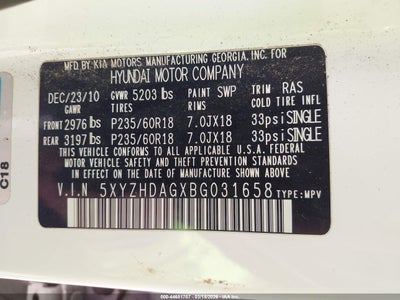 MFD BY KIA MOTORS MANUFACTURING GEORGIA, INC. FOR
HYUNDAI MOTOR COMPANY
DEC/23/10 GVWR 5203 lbs PAINT SWP TRIM RAS
GAWR TIRES RIMS COLD TIRE INFL
FRONT 2976 lbs P235/60R18 7.0JX18 33psi SINGLE
REAR 3197 lbs P235/60R18 7.0JX18 33psi SINGLE
THIS VEHICLE CONFORMS TO ALL APPLICABLE U.S.A. FEDERAL MOTOR
VEHICLE SAFETY STANDARDS IN EFFECT ON THE
DATE OF MANUFACTURE SHOWN ABOVE.
V.I.N 5XYZHDAGXBG031658 TYPE:MPV
C18